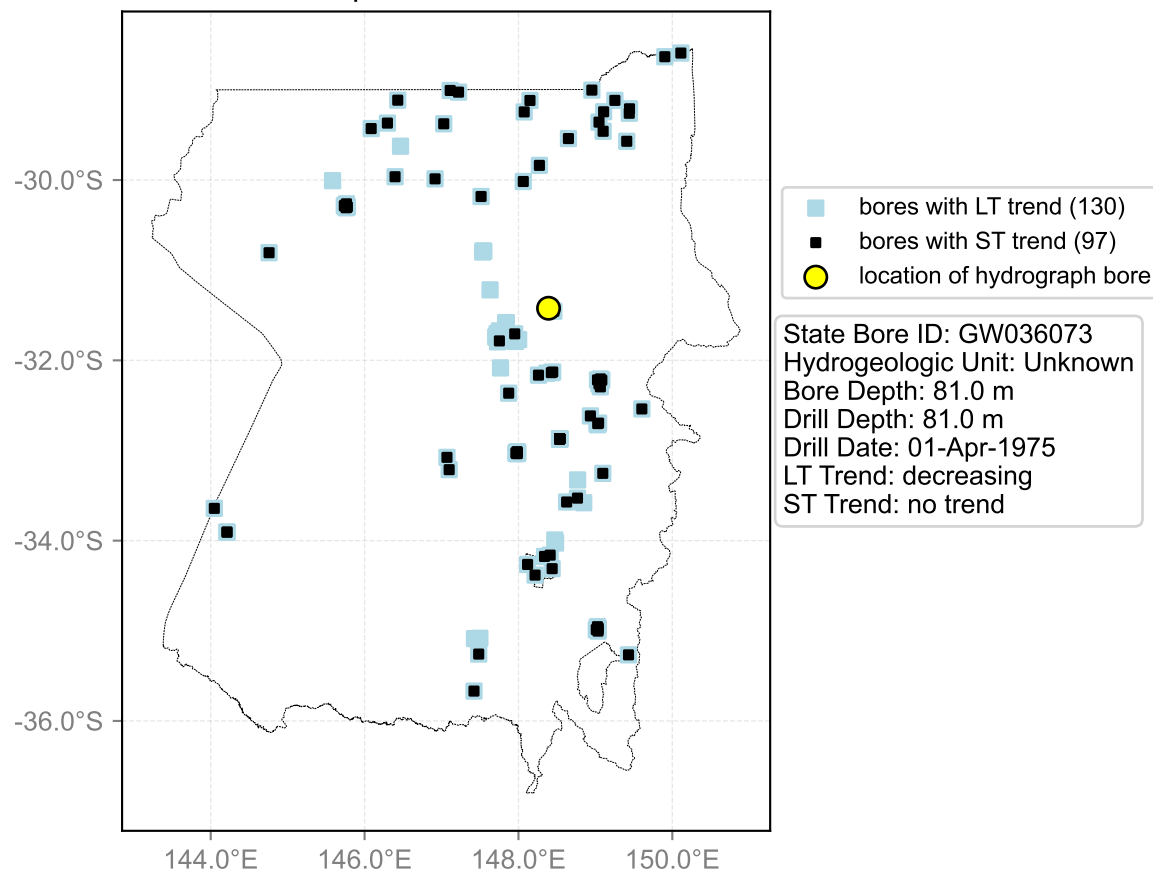 -30.0°S
-32.0°S
-34.0°S
-36.0°S
144.0°E
146.0°E
148.0°E
150.0°E
bores with LT trend (130)
bores with ST trend (97)
location of hydrograph bore
State Bore ID: GW036073
Hydrogeologic Unit: Unknown
Bore Depth: 81.0 m
Drill Depth: 81.0 m
Drill Date: 01-Apr-1975
LT Trend: decreasing
ST Trend: no trend